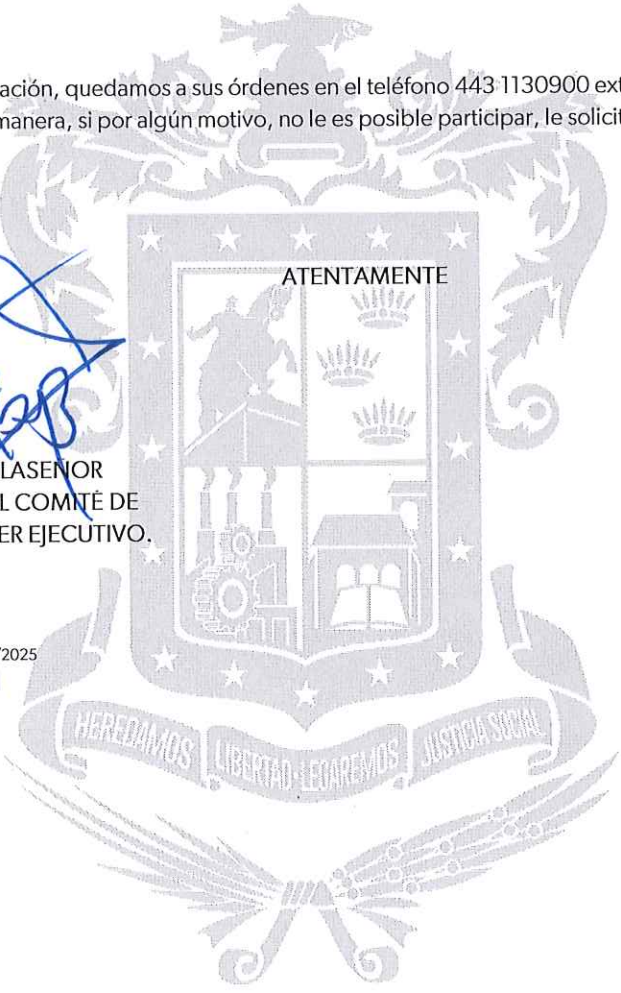 ación, quedamos a sus órdenes en el teléfono 443 1130900 ext
manera, si por algún motivo, no le es posible participar, le solicit
ATENTAMENTE
LASEÑOR
L COMITÉ DE
ER EJECUTIVO.
/2025
HEREDAMOS LIBERTAD·LEGAREMOS JUSTICIA SOCIAL